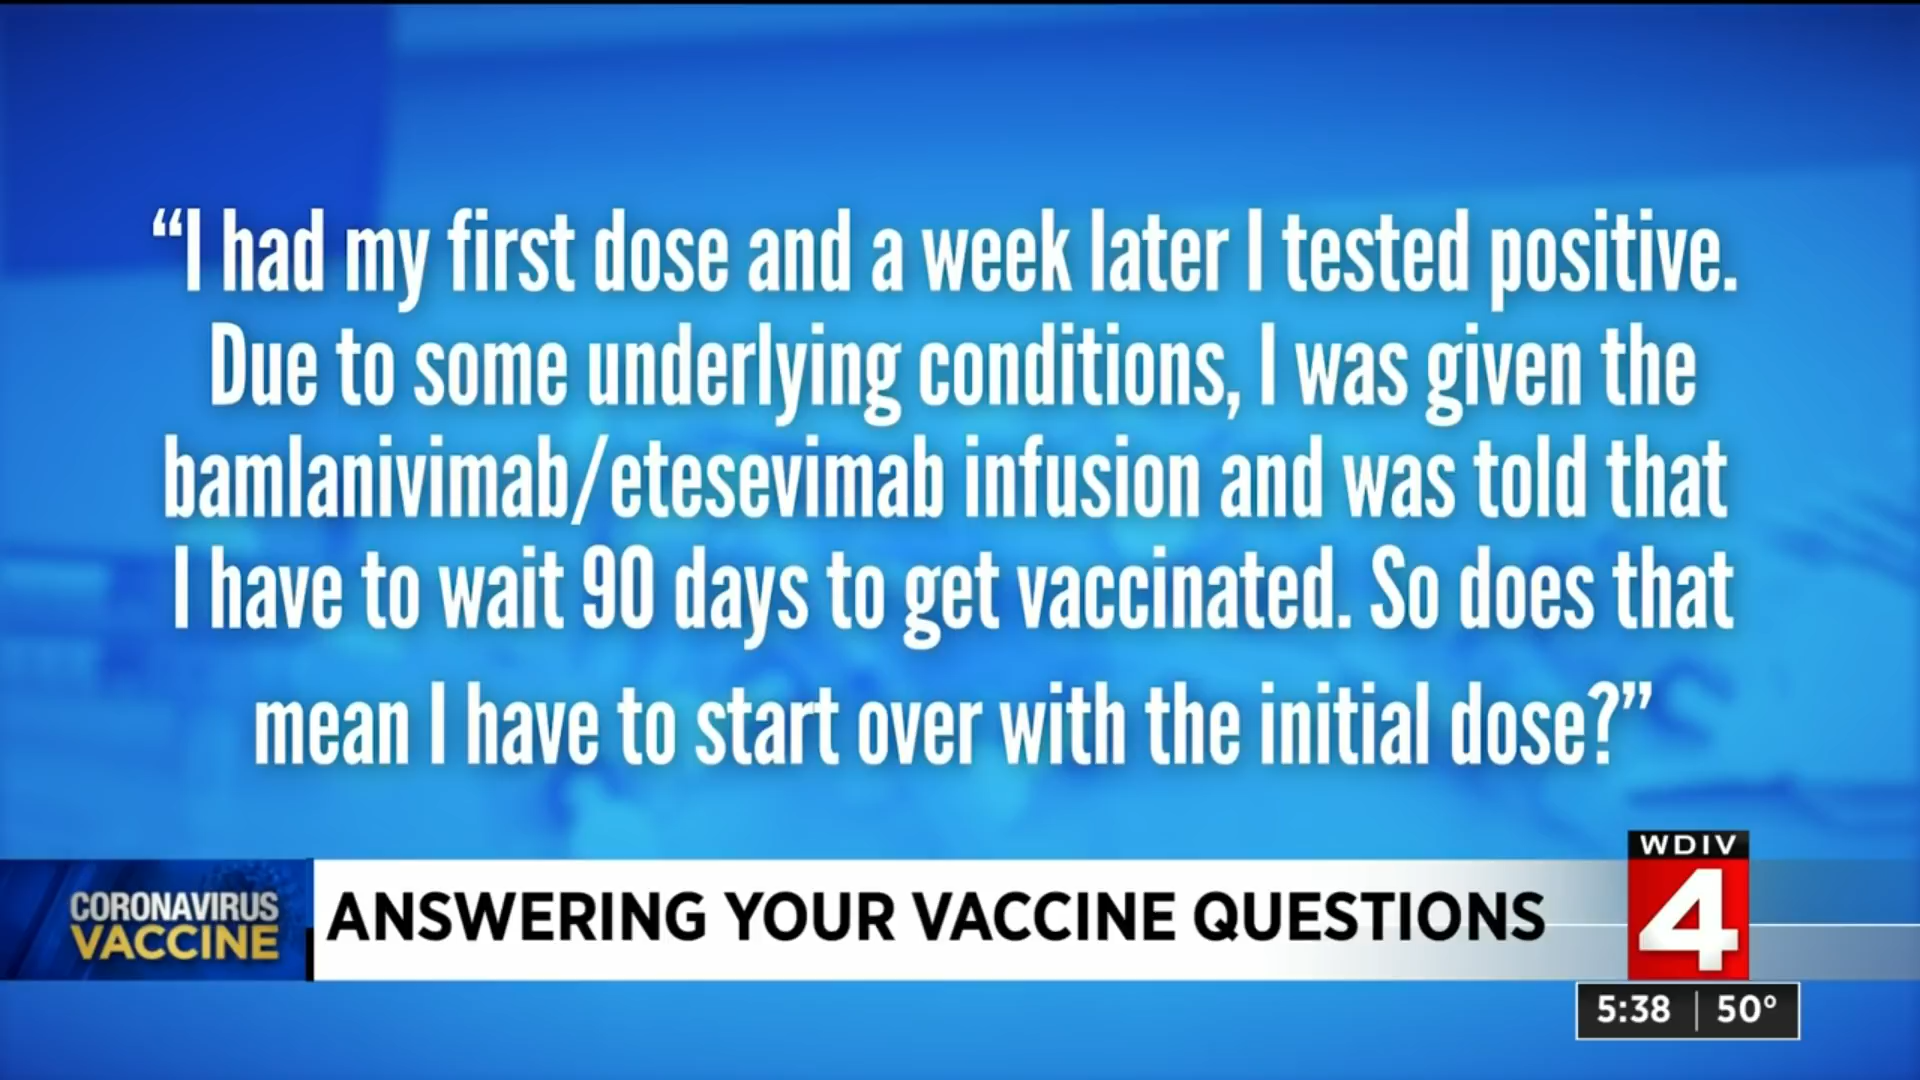 “I had my first dose and a week later I tested positive.
Due to some underlying conditions, I was given the
bamlanivimab/etesevimab infusion and was told that
I have to wait 90 days to get vaccinated. So does that
mean I have to start over with the initial dose?”
WDIV
4
CORONAVIRUS
VACCINE
ANSWERING YOUR VACCINE QUESTIONS
5:38 | 50°